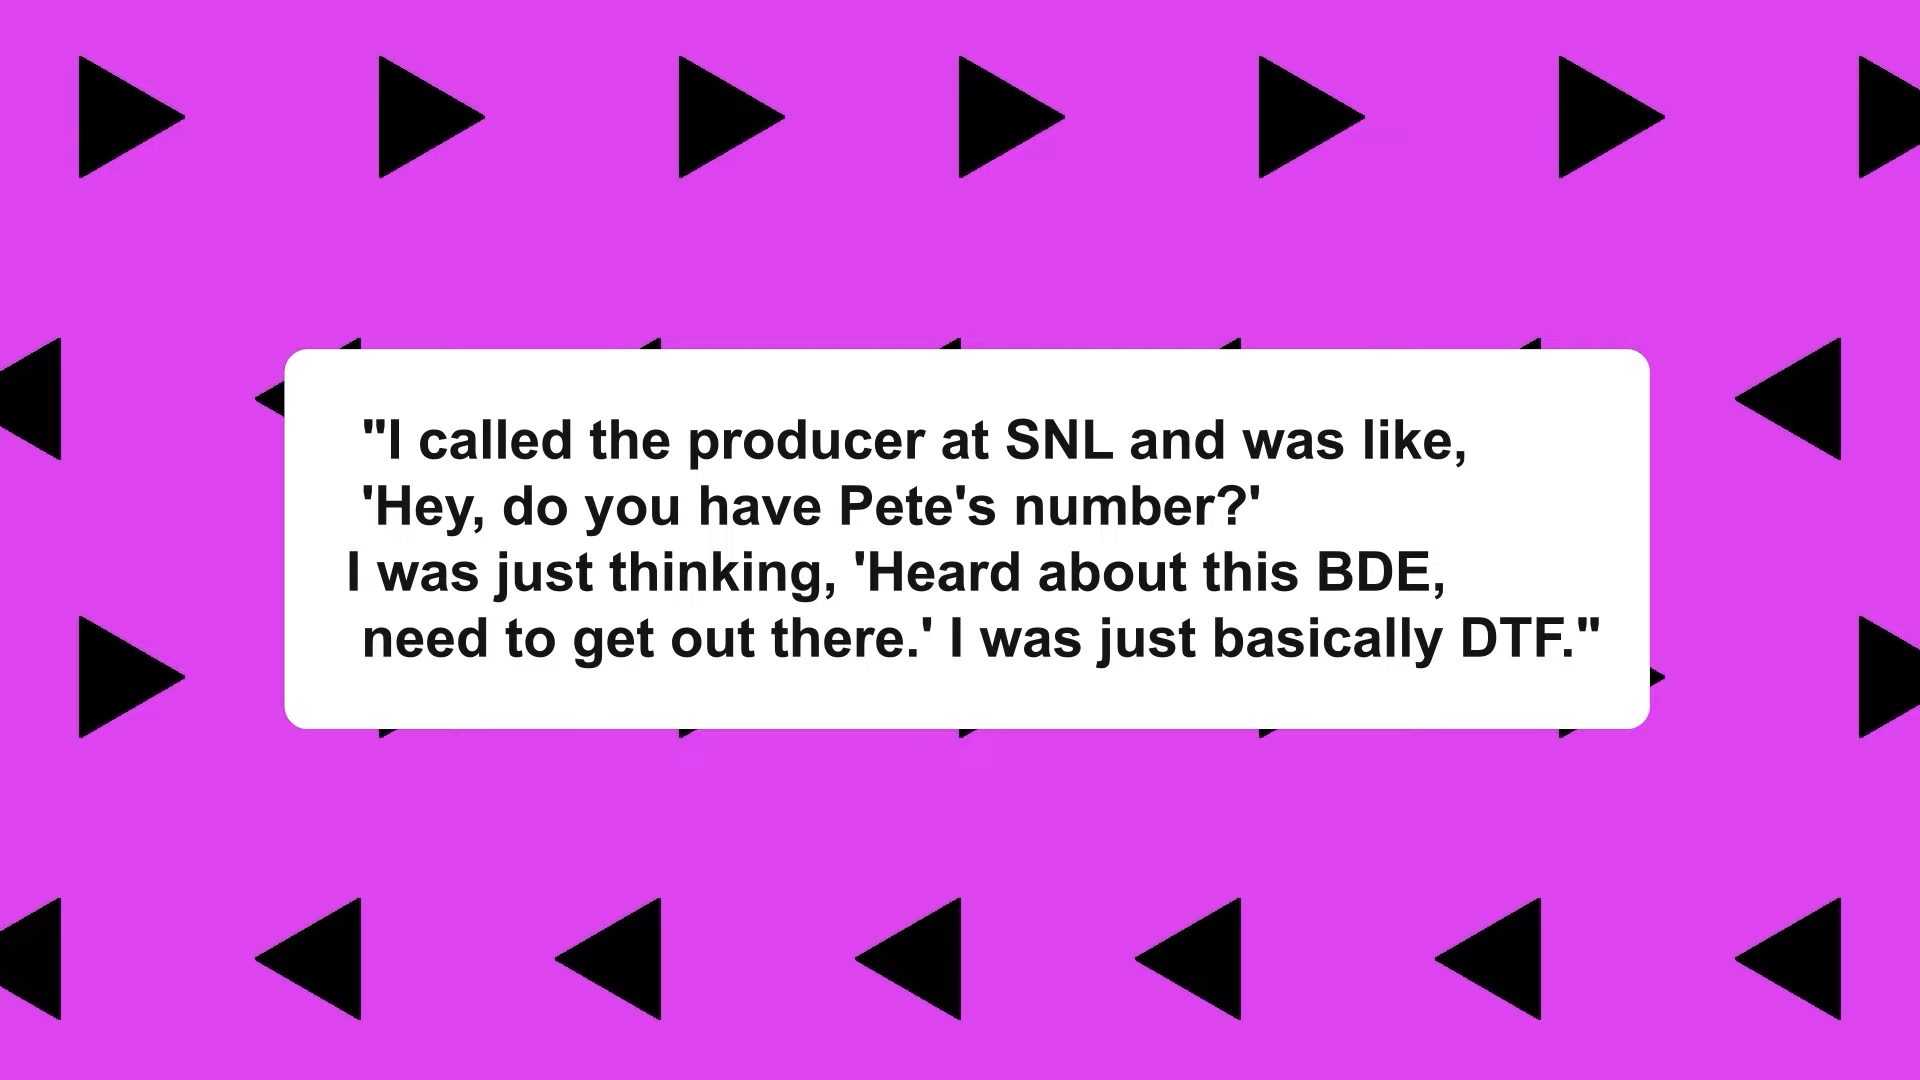 "I called the producer at SNL and was like,
'Hey, do you have Pete's number?'
I was just thinking, 'Heard about this BDE,
need to get out there.' I was just basically DTF."